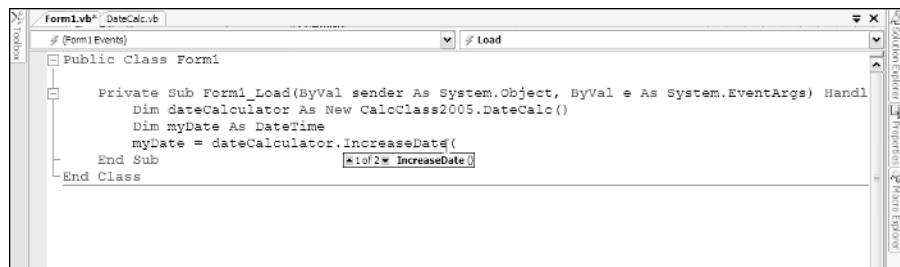 Form1.vb* DateCalc.vb
Toolbox
(Form1 Events) Load
Public Class Form1
Private Sub Form1_Load(ByVal sender As System.Object, ByVal e As System.EventArgs) Handl
Dim dateCalculator As New CalcClass2005.DateCalc()
Dim myDate As DateTime
myDate = dateCalculator.IncreaseDate(
End Sub
1 of 2 IncreaseDate ()
End Class
Solution Explorer
Properties
Macro Explorer